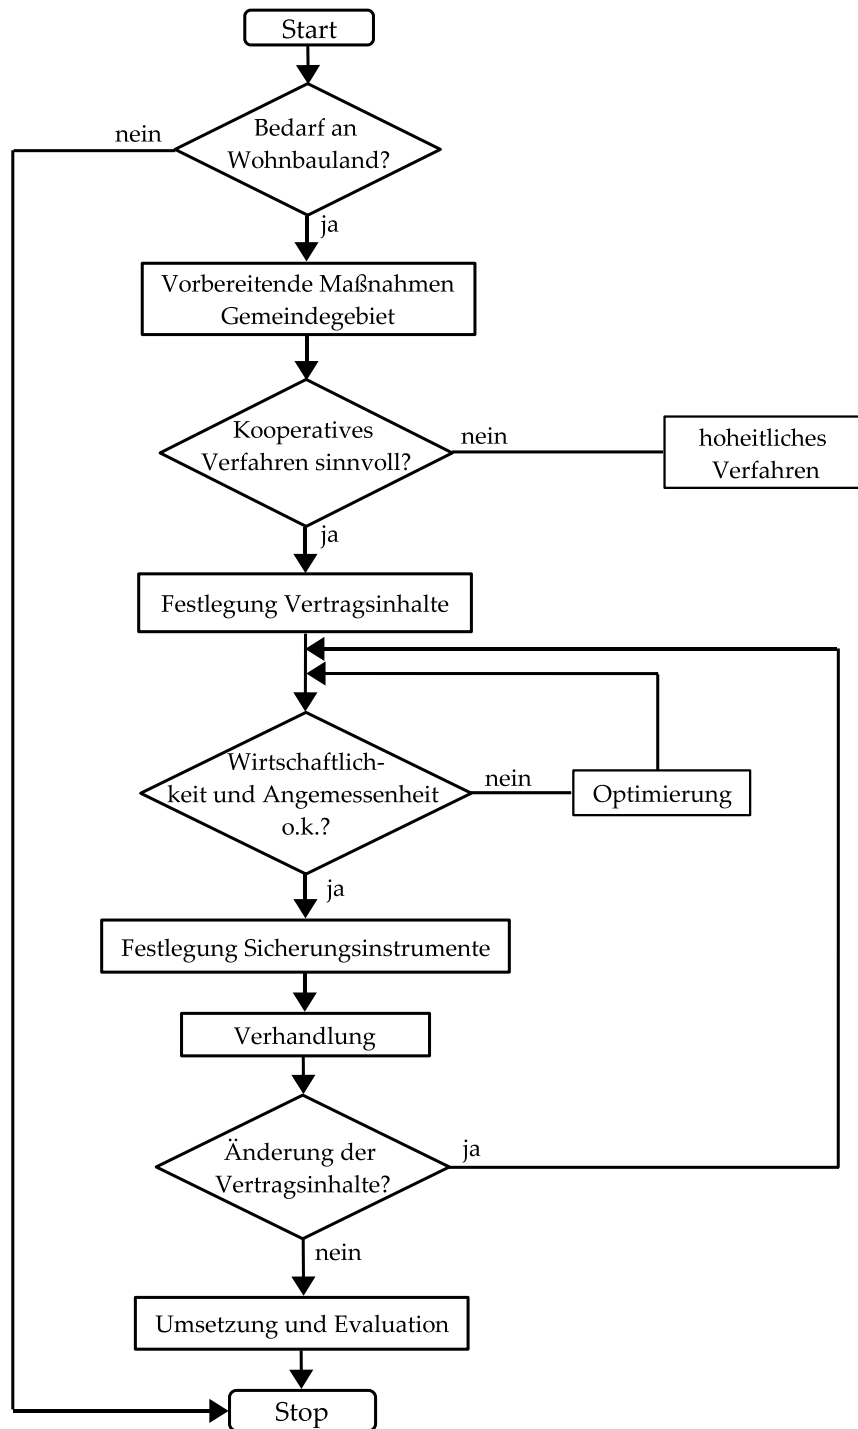 Start
nein
Bedarf an
Wohnbauland?
ja
Vorbereitende Maßnahmen
Gemeindegebiet
Kooperatives
Verfahren sinnvoll?
nein
hoheitliches
Verfahren
ja
Festlegung Vertragsinhalte
Wirtschaftlich-
keit und Angemessenheit
o.k.?
nein
Optimierung
ja
Festlegung Sicherungsinstrumente
Verhandlung
Änderung der
Vertragsinhalte?
ja
nein
Umsetzung und Evaluation
Stop